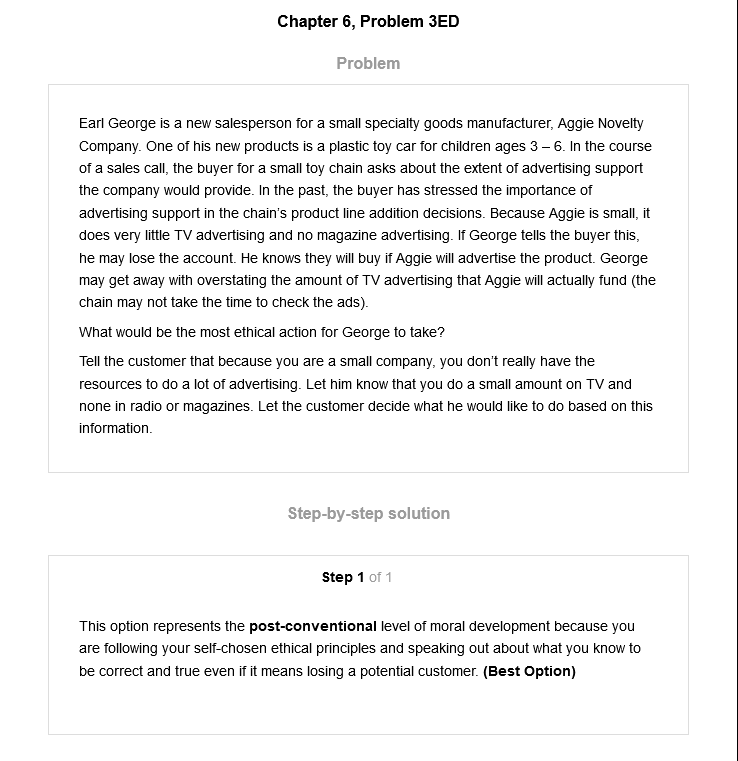 Chapter 6, Problem 3ED
Problem
Earl George is a new salesperson for a small specialty goods manufacturer, Aggie Novelty
Company. One of his new products is a plastic toy car for children ages 3 – 6. In the course
of a sales call, the buyer for a small toy chain asks about the extent of advertising support
the company would provide. In the past, the buyer has stressed the importance of
advertising support in the chain's product line addition decisions. Because Aggie is small, it
does very little TV advertising and no magazine advertising. If George tells the buyer this,
he may lose the account. He knows they will buy if Aggie will advertise the product. George
may get away with overstating the amount of TV advertising that Aggie will actually fund (the
chain may not take the time to check the ads).
What would be the most ethical action for George to take?
Tell the customer that because you are a small company, you don't really have the
resources to do a lot of advertising. Let him know that you do a small amount on TV and
none in radio or magazines. Let the customer decide what he would like to do based on this
information.
Step-by-step solution
Step 1 of 1
This option represents the post-conventional level of moral development because you
are following your self-chosen ethical principles and speaking out about what you know to
be correct and true even if it means losing a potential customer. (Best Option)